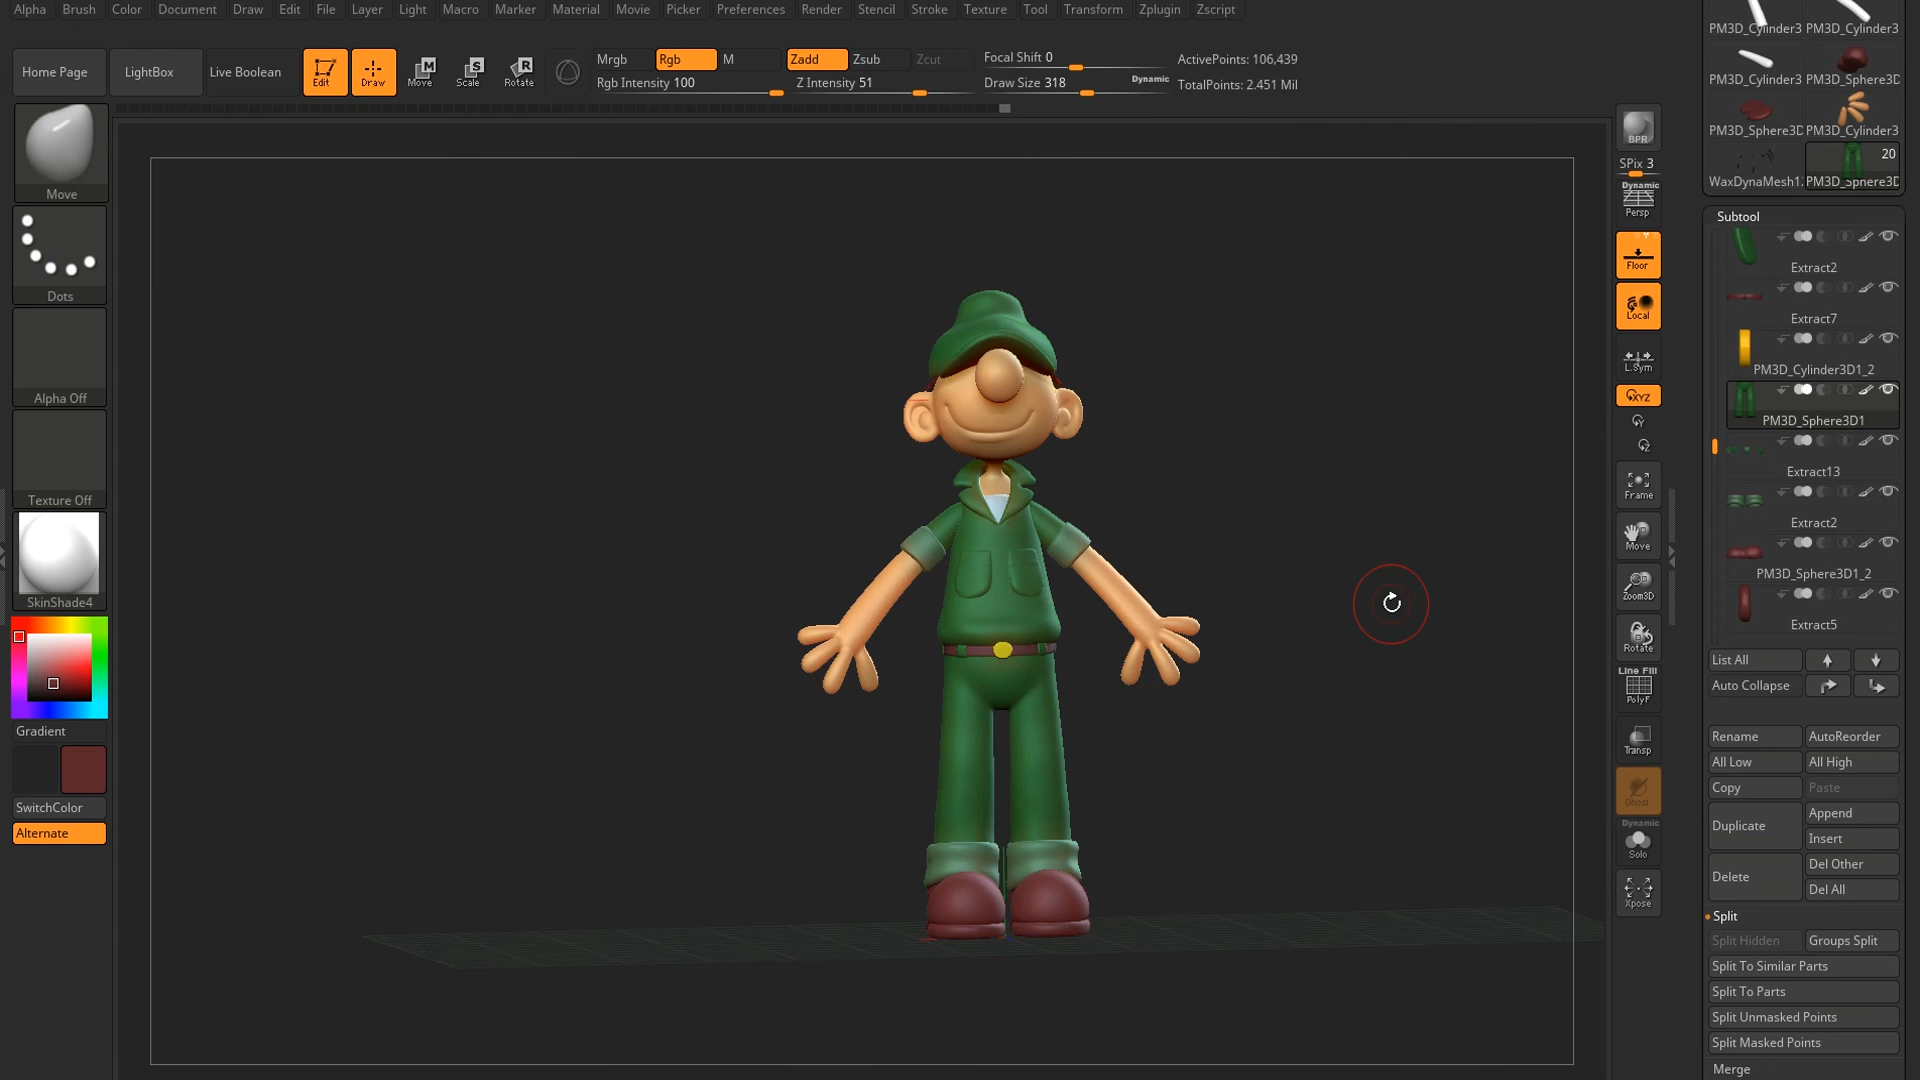 Alpha Brush Color Document Draw Edit File Layer Light Macro Marker Material Movie Picker Preferences Render Stencil Stroke Texture Tool Transform Zplugin Zscript
Home Page LightBox Live Boolean Edit Draw Move Scale Rotate
Mrgb Rgb M Zadd Zsub Zcut Focal Shift 0 ActivePoints: 106,439
Rgb Intensity 100 Z Intensity 51 Draw Size 318 Dynamic TotalPoints: 2.451 Mil
Move
Dots
Alpha Off
Texture Off
SkinShade4
Gradient
SwitchColor
Alternate
BPR
SPix 3
Dynamic
Persp
Floor
Local
L.Sym
XYZ
Frame
Move
Zoom3D
Rotate
Line Fill
PolyF
Transp
Ghost
Dynamic
Solo
Xpose
PM3D_Cylinder3 PM3D_Cylinder3
PM3D_Cylinder3 PM3D_Sphere3D
PM3D_Sphere3D PM3D_Cylinder3
20
WaxDynaMesh1: PM3D_Sphere3D
Subtool
Extract2
Extract7
PM3D_Cylinder3D1_2
PM3D_Sphere3D1
Extract13
Extract2
PM3D_Sphere3D1_2
Extract5
List All
Auto Collapse
Rename AutoReorder
All Low All High
Copy Paste
Duplicate Append
Insert
Delete Del Other
Del All
Split
Split Hidden Groups Split
Split To Similar Parts
Split To Parts
Split Unmasked Points
Split Masked Points
Merge